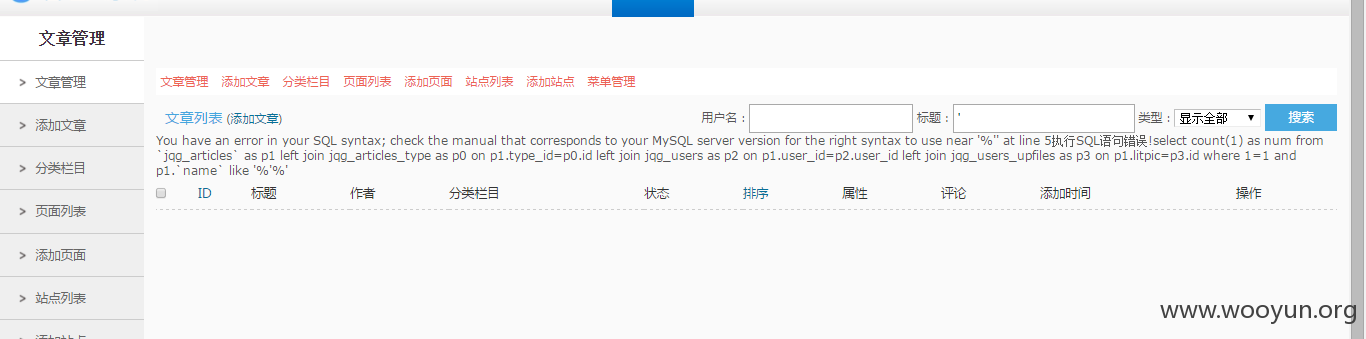 文章管理
> 文章管理
> 添加文章
> 分类栏目
> 页面列表
> 添加页面
> 站点列表
文章管理 添加文章 分类栏目 页面列表 添加页面 站点列表 添加站点 菜单管理
文章列表 (添加文章) 用户名： 标题： ' 类型： 显示全部 ▼ 搜索
You have an error in your SQL syntax; check the manual that corresponds to your MySQL server version for the right syntax to use near '%'' at line 5执行SQL语句错误!select count(1) as num from
`jqg_articles` as p1 left join jqg_articles_type as p0 on p1.type_id=p0.id left join jqg_users as p2 on p1.user_id=p2.user_id left join jqg_users_upfiles as p3 on p1.litpic=p3.id where 1=1 and
p1.`name` like '%'%'
ID 标题 作者 分类栏目 状态 排序 属性 评论 添加时间 操作
www.wooyun.org